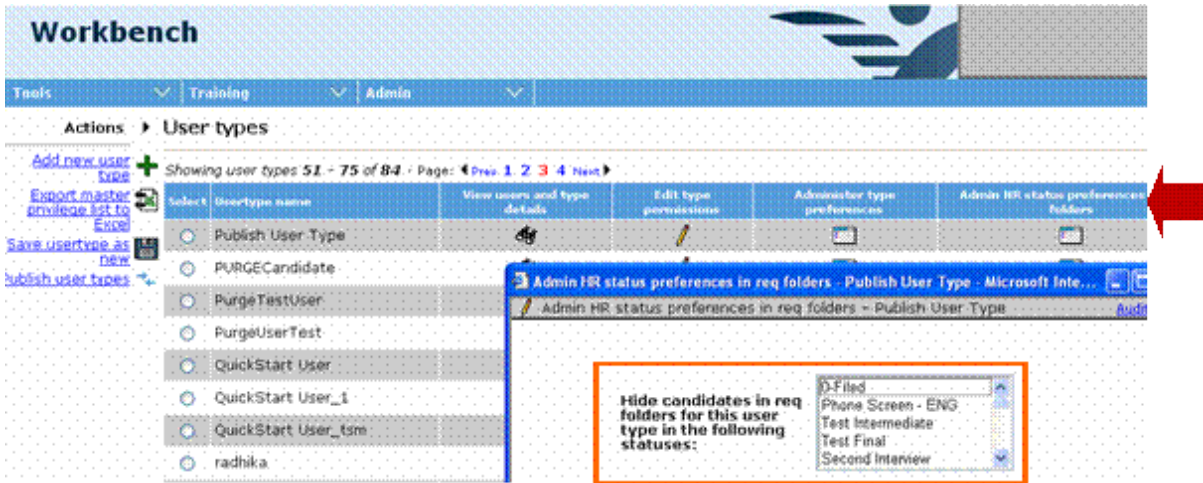 Workbench
Tools Training Admin
Actions User types
Add new user type
Showing user types 51 - 75 of 84 - Page: Prev 1 2 3 4 Next
Export master privilege list to Excel
Save usertype as new
Publish user types
Select Usertype name View users and type details Edit type permissions Administer type preferences Admin HR status preferences folders
Publish User Type
PURGECandidate
PurgeTestUser
PurgeUserTest
QuickStart User
QuickStart User_1
QuickStart User_tsm
radhika
Admin HR status preferences in req folders - Publish User Type - Microsoft Inte...
Admin HR status preferences in req folders - Publish User Type
Hide candidates in req
folders for this user
type in the following
statuses:
0-Filed
Phone Screen - ENG
Test Intermediate
Test Final
Second Interview